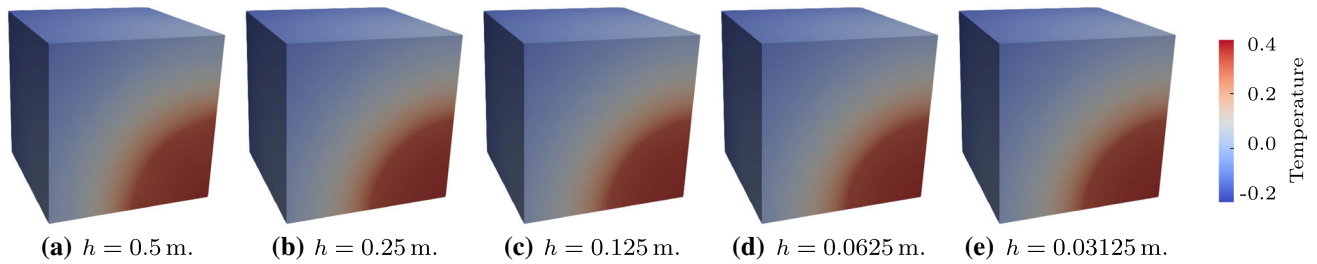 0.4
0.2
0.0
-0.2
Temperature
(a) h = 0.5 m.
(b) h = 0.25 m.
(c) h = 0.125 m.
(d) h = 0.0625 m.
(e) h = 0.03125 m.